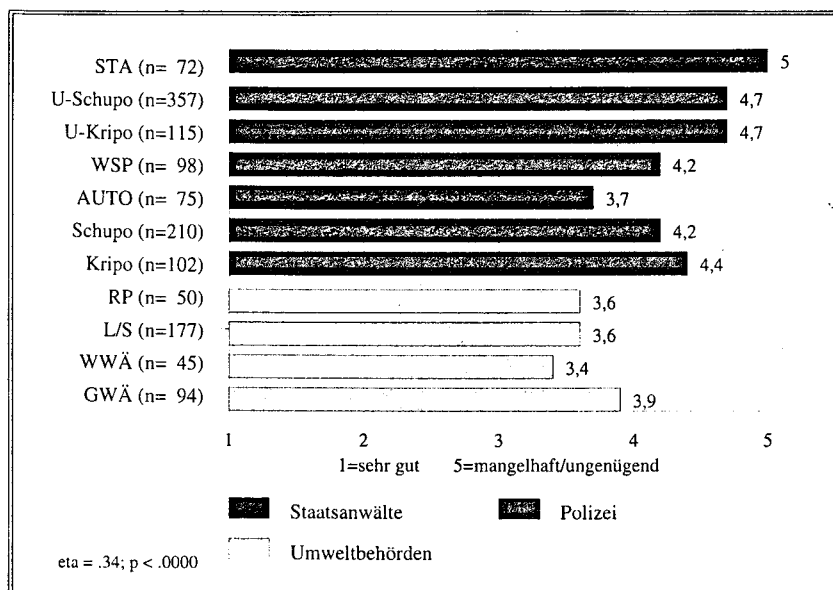 STA (n= 72) 5
U-Schupo (n=357) 4,7
U-Kripo (n=115) 4,7
WSP (n= 98) 4,2
AUTO (n= 75) 3,7
Schupo (n=210) 4,2
Kripo (n=102) 4,4
RP (n= 50) 3,6
L/S (n=177) 3,6
WWÄ (n= 45) 3,4
GWÄ (n= 94) 3,9
1 2 3 4 5
1=sehr gut 5=mangelhaft/ungenügend
Staatsanwälte Polizei
Umweltbehörden
eta = .34; p < .0000